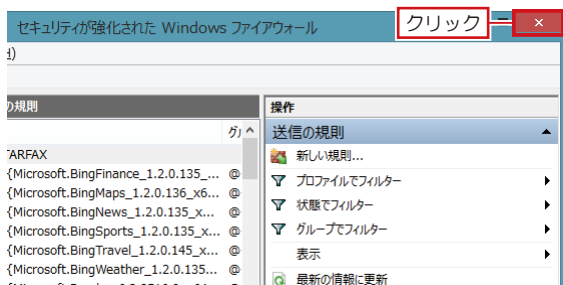 セキュリティが強化された Windows ファイアウォール
クリック
)
の規則
操作
送信の規則
新しい規則...
プロファイルでフィルター
状態でフィルター
グループでフィルター
表示
最新の情報に更新
グル
TARFAX
{Microsoft.BingFinance_1.2.0.135_... @
{Microsoft.BingMaps_1.2.0.136_x6... @
{Microsoft.BingNews_1.2.0.135_x... @
{Microsoft.BingSports_1.2.0.135_x... @
{Microsoft.BingTravel_1.2.0.145_x... @
{Microsoft.BingWeather_1.2.0.135... @